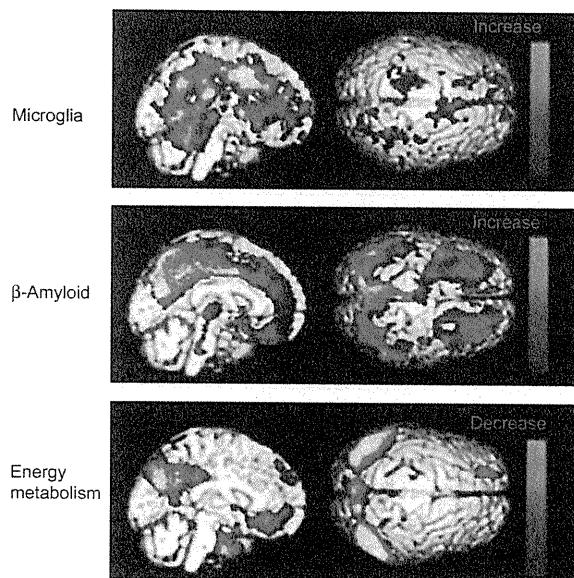 Increase
Microglia
Increase
β-Amyloid
Decrease
Energy
metabolism